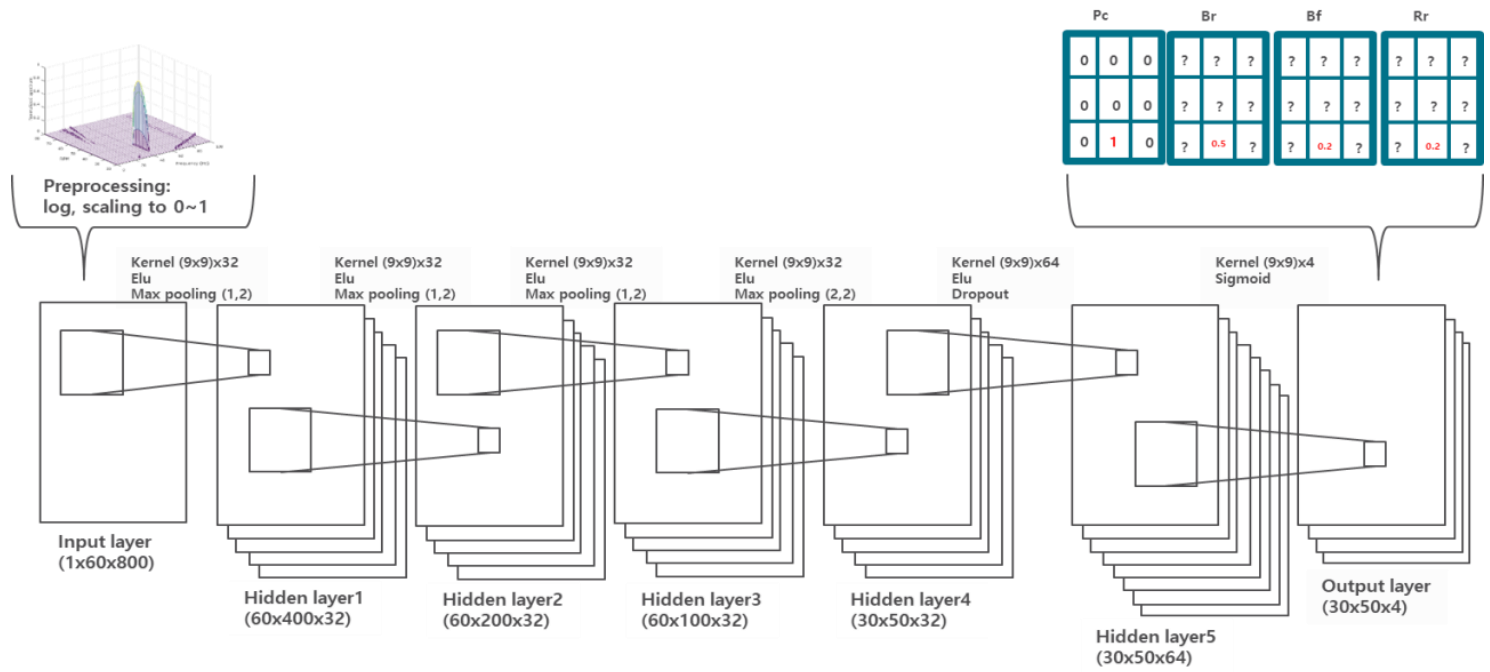 Pc Br Bf Rr
0 0 0 ? ? ? ? ? ? ? ? ?
0 0 0 ? ? ? ? ? ? ? ? ?
0 1 0 ? 0.5 ? ? 0.2 ? ? 0.2 ?
Preprocessing:
log, scaling to 0~1
Kernel (9x9)x32
Elu
Max pooling (1,2)
Kernel (9x9)x32
Elu
Max pooling (1,2)
Kernel (9x9)x32
Elu
Max pooling (1,2)
Kernel (9x9)x32
Elu
Max pooling (2,2)
Kernel (9x9)x64
Elu
Dropout
Kernel (9x9)x4
Sigmoid
Input layer
(1x60x800)
Hidden layer1
(60x400x32)
Hidden layer2
(60x200x32)
Hidden layer3
(60x100x32)
Hidden layer4
(30x50x32)
Hidden layer5
(30x50x64)
Output layer
(30x50x4)